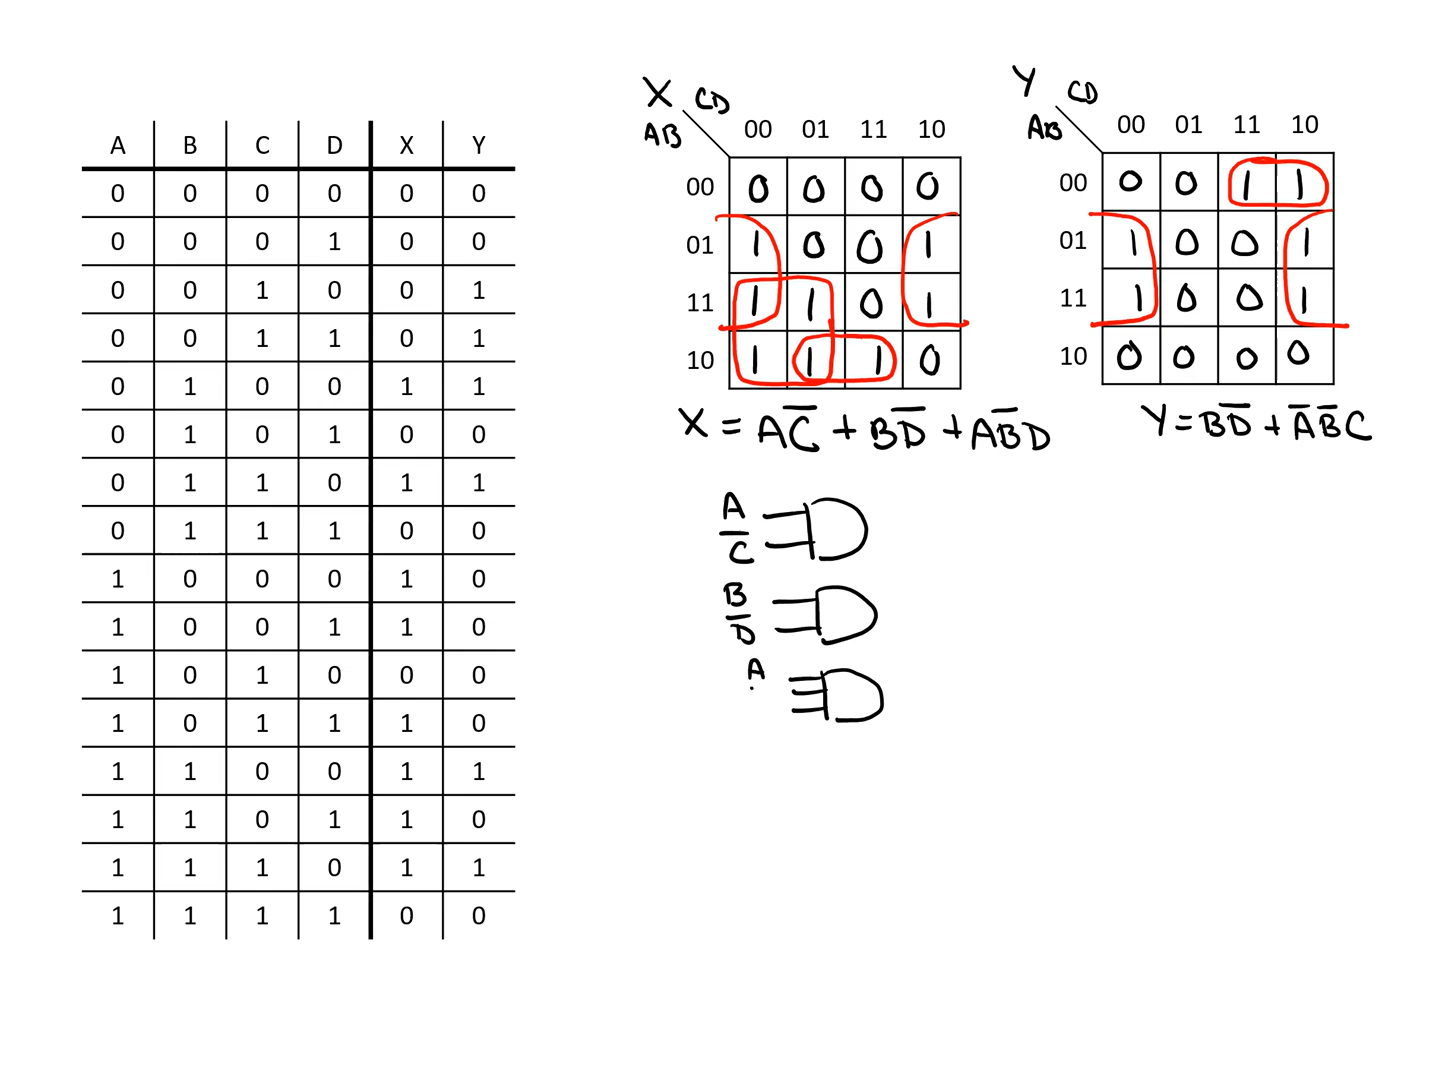 A B C D X Y
0 0 0 0 0 0
0 0 0 1 0 0
0 0 1 0 0 1
0 0 1 1 0 1
0 1 0 0 1 1
0 1 0 1 0 0
0 1 1 0 1 1
0 1 1 1 0 0
1 0 0 0 1 0
1 0 0 1 1 0
1 0 1 0 0 0
1 0 1 1 1 0
1 1 0 0 1 1
1 1 0 1 1 0
1 1 1 0 1 1
1 1 1 1 0 0
X CD
AB 00 01 11 10
00 0 0 0 0
01 1 0 0 1
11 1 1 0 1
10 1 1 1 0
X = AC̅ + BD̅ + AB̅D
Y CD
AB 00 01 11 10
00 0 0 1 1
01 1 0 0 1
11 1 0 0 1
10 0 0 0 0
Y = BD̅ + A̅B̅C
A
C̅
B
D̅
A